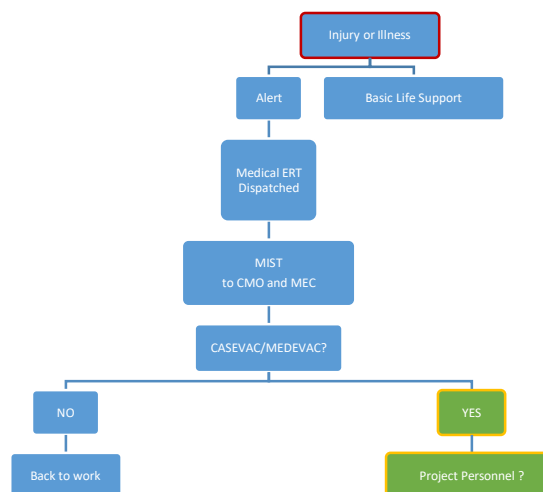 Injury or Illness
Alert
Basic Life Support
Medical ERT
Dispatched
MIST
to CMO and MEC
CASEVAC/MEDEVAC?
NO
YES
Back to work
Project Personnel ?